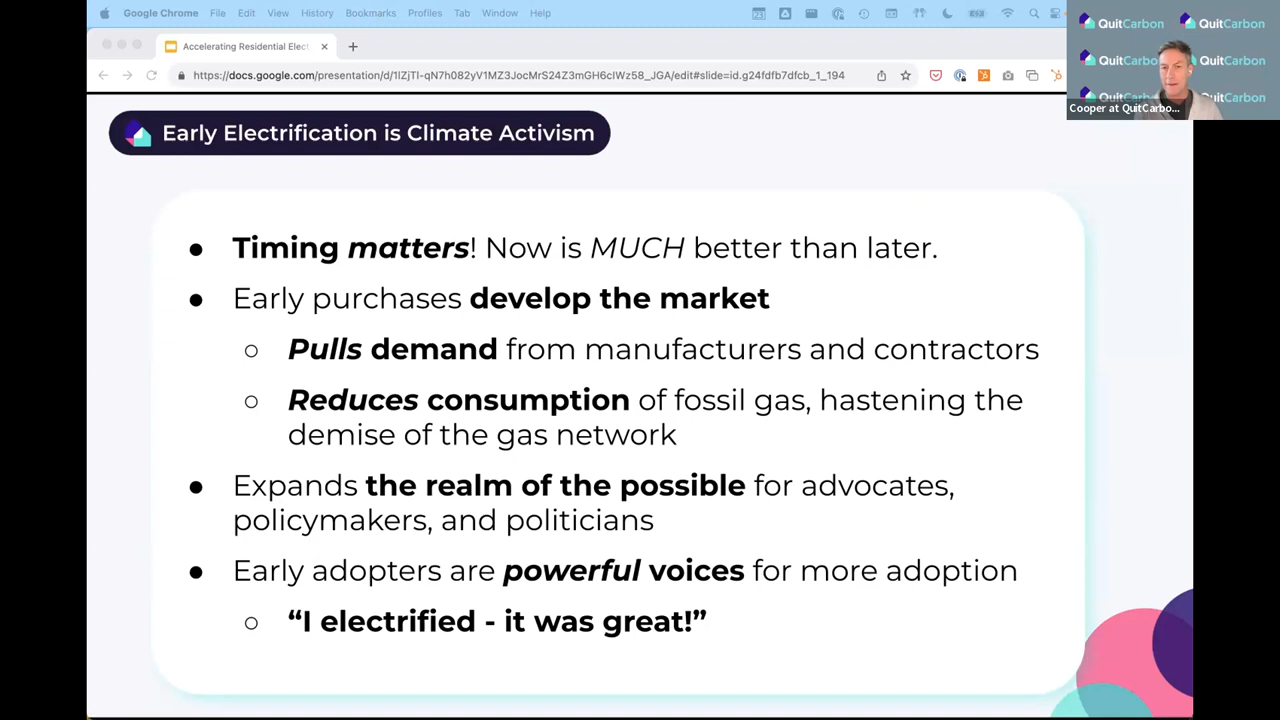 Google Chrome File Edit View History Bookmarks Profiles Tab Window Help
23
Accelerating Residential Elect
https://docs.google.com/presentation/d/1IZjTI-qN7h082yV1MZ3JocMrS24Z3mGH6cIWz58_JGA/edit#slide=id.g24fdfb7dfcb_1_194
QuitCarbon QuitCarbon
QuitCarbon QuitCarbon
QuitCarbon
Cooper at QuitCarbo...
Early Electrification is Climate Activism
● Timing matters! Now is MUCH better than later.
● Early purchases develop the market
○ Pulls demand from manufacturers and contractors
○ Reduces consumption of fossil gas, hastening the
demise of the gas network
● Expands the realm of the possible for advocates,
policymakers, and politicians
● Early adopters are powerful voices for more adoption
○ “I electrified - it was great!”